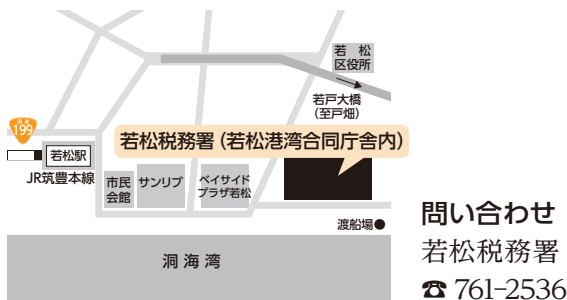 若松
区役所
若戸大橋
(至戸畑)
国道
199
若松税務署(若松港湾合同庁舎内)
若松駅
JR筑豊本線
市民
会館
サンリブ
ベイサイド
プラザ若松
渡船場●
洞海湾
問い合わせ
若松税務署
☎761-2536